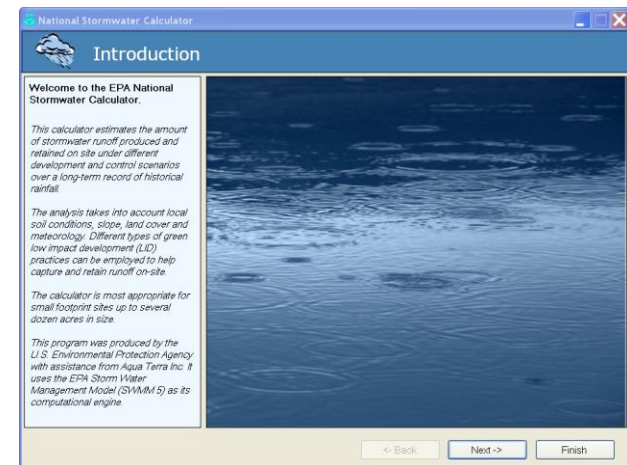 National Stormwater Calculator
Introduction
Welcome to the EPA National
Stormwater Calculator.
This calculator estimates the amount
of stormwater runoff produced and
retained on site under different
development and control scenarios
over a long-term record of historical
rainfall.
The analysis takes into account local
soil conditions, slope, land cover and
meteorology. Different types of green
low impact development (LID)
practices can be employed to help
capture and retain runoff on-site.
The calculator is most appropriate for
small footprint sites up to several
dozen acres in size.
This program was produced by the
U.S. Environmental Protection Agency
with assistance from Aqua Terra Inc. It
uses the EPA Storm Water
Management Model (SWMM 5) as its
computational engine.
<- Back Next -> Finish